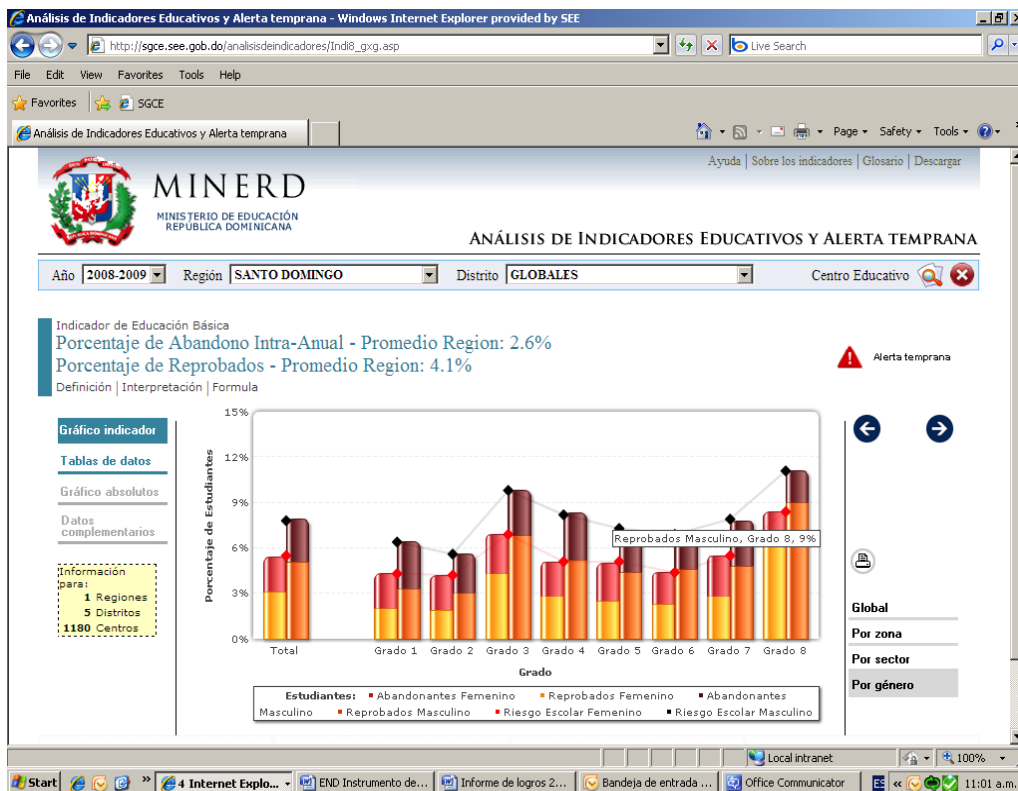 Análisis de Indicadores Educativos y Alerta temprana - Windows Internet Explorer provided by SEE
http://sgce.see.gob.do/analisisdeindicadores/Indi8_gxg.asp
Live Search
File Edit View Favorites Tools Help
Favorites SGCE
Análisis de Indicadores Educativos y Alerta temprana
Page Safety Tools
Ayuda | Sobre los indicadores | Glosario | Descargar
MINERD
MINISTERIO DE EDUCACIÓN
REPÚBLICA DOMINICANA
ANÁLISIS DE INDICADORES EDUCATIVOS Y ALERTA TEMPRANA
Año 2008-2009 Región SANTO DOMINGO Distrito GLOBALES Centro Educativo
Indicador de Educación Básica
Porcentaje de Abandono Intra-Anual - Promedio Region: 2.6%
Porcentaje de Reprobados - Promedio Region: 4.1%
Definición | Interpretación | Formula
Alerta temprana
Gráfico indicador
Tablas de datos
Gráfico absolutos
Datos
complementarios
Información
para:
1 Regiones
5 Distritos
1180 Centros
Porcentaje de Estudiantes
15%
12%
9%
6%
3%
0%
Reprobados Masculino, Grado 8, 9%
Total Grado 1 Grado 2 Grado 3 Grado 4 Grado 5 Grado 6 Grado 7 Grado 8
Grado
Estudiantes: Abandonantes Femenino Reprobados Femenino Abandonantes
Masculino Reprobados Masculino Riesgo Escolar Femenino Riesgo Escolar Masculino
Global
Por zona
Por sector
Por género
Local intranet 100%
Start » 4 Internet Explo... END Instrumento de... Informe de logros 2... Bandeja de entrada ... Office Communicator ES « 11:01 a.m.